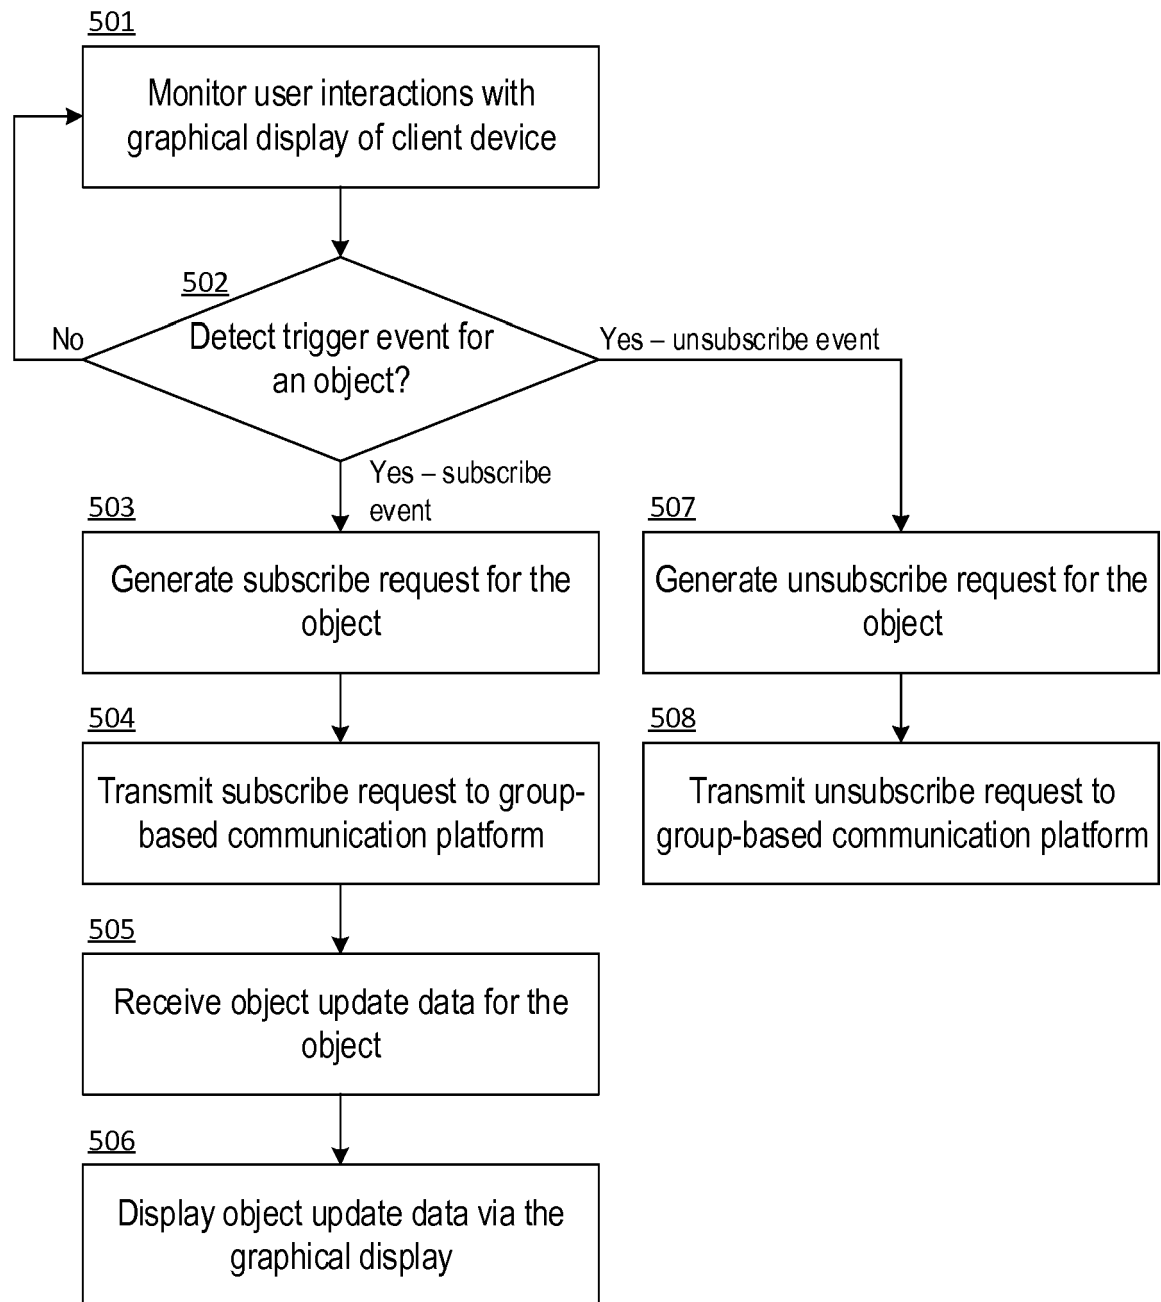 501
Monitor user interactions with
graphical display of client device
502
Detect trigger event for
an object?
No
Yes – unsubscribe event
Yes – subscribe
event
503
Generate subscribe request for the
object
507
Generate unsubscribe request for the
object
504
Transmit subscribe request to group-
based communication platform
508
Transmit unsubscribe request to
group-based communication platform
505
Receive object update data for the
object
506
Display object update data via the
graphical display